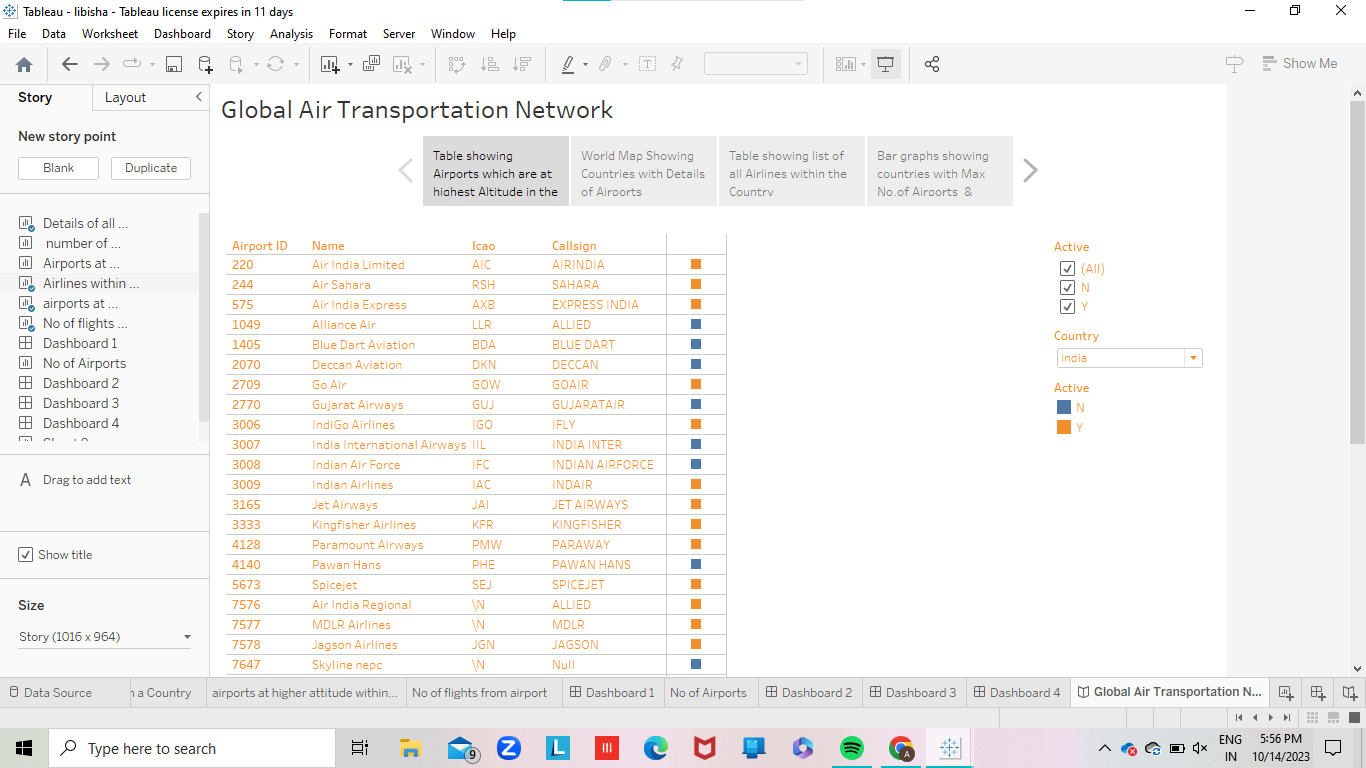 Tableau - libisha - Tableau license expires in 11 days
File Data Worksheet Dashboard Story Analysis Format Server Window Help
Show Me
Story Layout
New story point
Blank Duplicate
Details of all ...
number of ...
Airports at ...
Airlines within ...
airports at ...
No of flights ...
Dashboard 1
No of Airports
Dashboard 2
Dashboard 3
Dashboard 4
A Drag to add text
Show title
Size
Story (1016 x 964)
Global Air Transportation Network
Table showing
Airports which are at
highest Altitude in the
World Map Showing
Countries with Details
of Airports
Table showing list of
all Airlines within the
Country
Bar graphs showing
countries with Max
No.of Airports &
Airport ID Name Icao Callsign
220 Air India Limited AIC AIRINDIA
244 Air Sahara RSH SAHARA
575 Air India Express AXB EXPRESS INDIA
1049 Alliance Air LLR ALLIED
1405 Blue Dart Aviation BDA BLUE DART
2070 Deccan Aviation DKN DECCAN
2709 Go Air GOW GOAIR
2770 Gujarat Airways GUJ GUJARATAIR
3006 IndiGo Airlines IGO IFLY
3007 India International Airways IIL INDIA INTER
3008 Indian Air Force IFC INDIAN AIRFORCE
3009 Indian Airlines IAC INDAIR
3165 Jet Airways JAI JET AIRWAYS
3333 Kingfisher Airlines KFR KINGFISHER
4128 Paramount Airways PMW PARAWAY
4140 Pawan Hans PHE PAWAN HANS
5673 Spicejet SEJ SPICEJET
7576 Air India Regional \N ALLIED
7577 MDLR Airlines \N MDLR
7578 Jagson Airlines JGN JAGSON
7647 Skyline nepc \N Null
Active
(All)
N
Y
Country
India
Active
N
Y
Data Source n a Country airports at higher attitude within... No of flights from airport Dashboard 1 No of Airports Dashboard 2 Dashboard 3 Dashboard 4 Global Air Transportation N...
Type here to search
9
L
A
ENG
IN
5:56 PM
10/14/2023